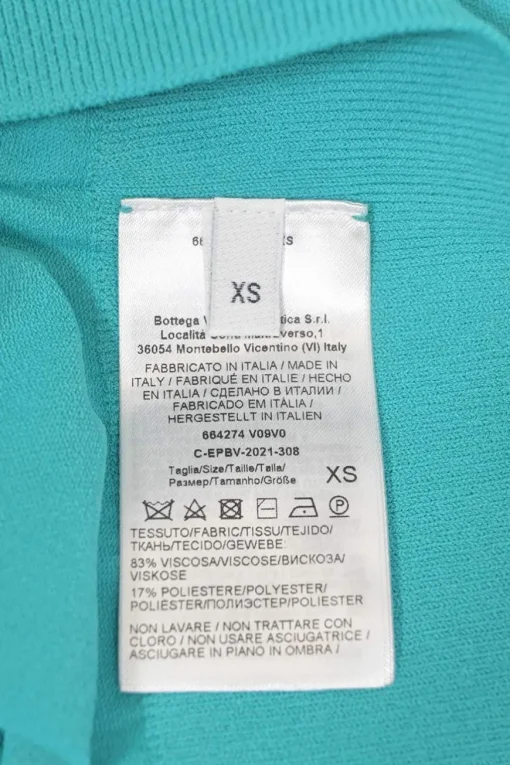 XS
Bottega
S.r.l.
Località
36054 Montebello Vicentino (VI) Italy
FABBRICATO IN ITALIA / MADE IN
ITALY / FABRIQUÉ EN ITALIE / HECHO
EN ITALIA / СДЕЛАНО В ИТАЛИИ /
FABRICADO EM ITÁLIA /
HERGESTELLT IN ITALIEN
664274 V09V0
C-EPBV-2021-308
Taglia/Size/Taille/Talla/
Размер/Tamanho/Größe
XS
P
TESSUTO/FABRIC/TISSU/TEJIDO/
ТКАНЬ/TECIDO/GEWEBE:
83% VISCOSA/VISCOSE/ВИСКОЗА/
VISKOSE
17% POLIESTERE/POLYESTER/
POLIÉSTER/ПОЛИЭСТЕР/POLIESTER
NON LAVARE / NON TRATTARE CON
CLORO / NON USARE ASCIUGATRICE /
ASCIUGARE IN PIANO IN OMBRA /